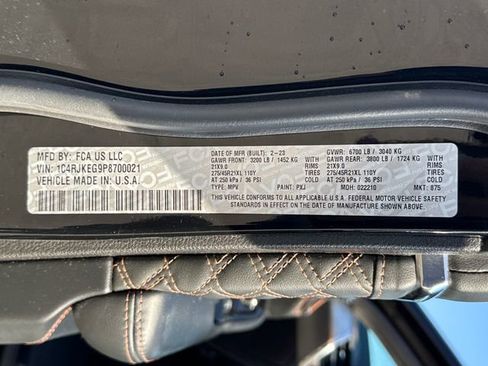 MFD BY: FCA US LLC
VIN: 1C4RJKEG9P8700021
VEHICLE MADE IN U.S.A.
DATE OF MFR (BUILT): 2-23
GAWR FRONT: 3200 LB / 1452 KG
21X9.0
275/45R21XL 110Y
AT 250 kPa / 36 PSI
RIMS
TIRES
COLD
GVWR: 6700 LB / 3040 KG
GAWR REAR: 3800 LB / 1724 KG
21X9.0
275/45R21XL 110Y
AT 250 kPa / 36 PSI
RIMS
TIRES
COLD
TYPE: MPV
PAINT: PXJ
MDH: 022210
MKT: 875
THIS VEHICLE CONFORMS TO ALL APPLICABLE U.S.A. FEDERAL MOTOR VEHICLE SAFETY
STANDARDS IN EFFECT ON THE DATE OF MANUFACTURE SHOWN ABOVE.